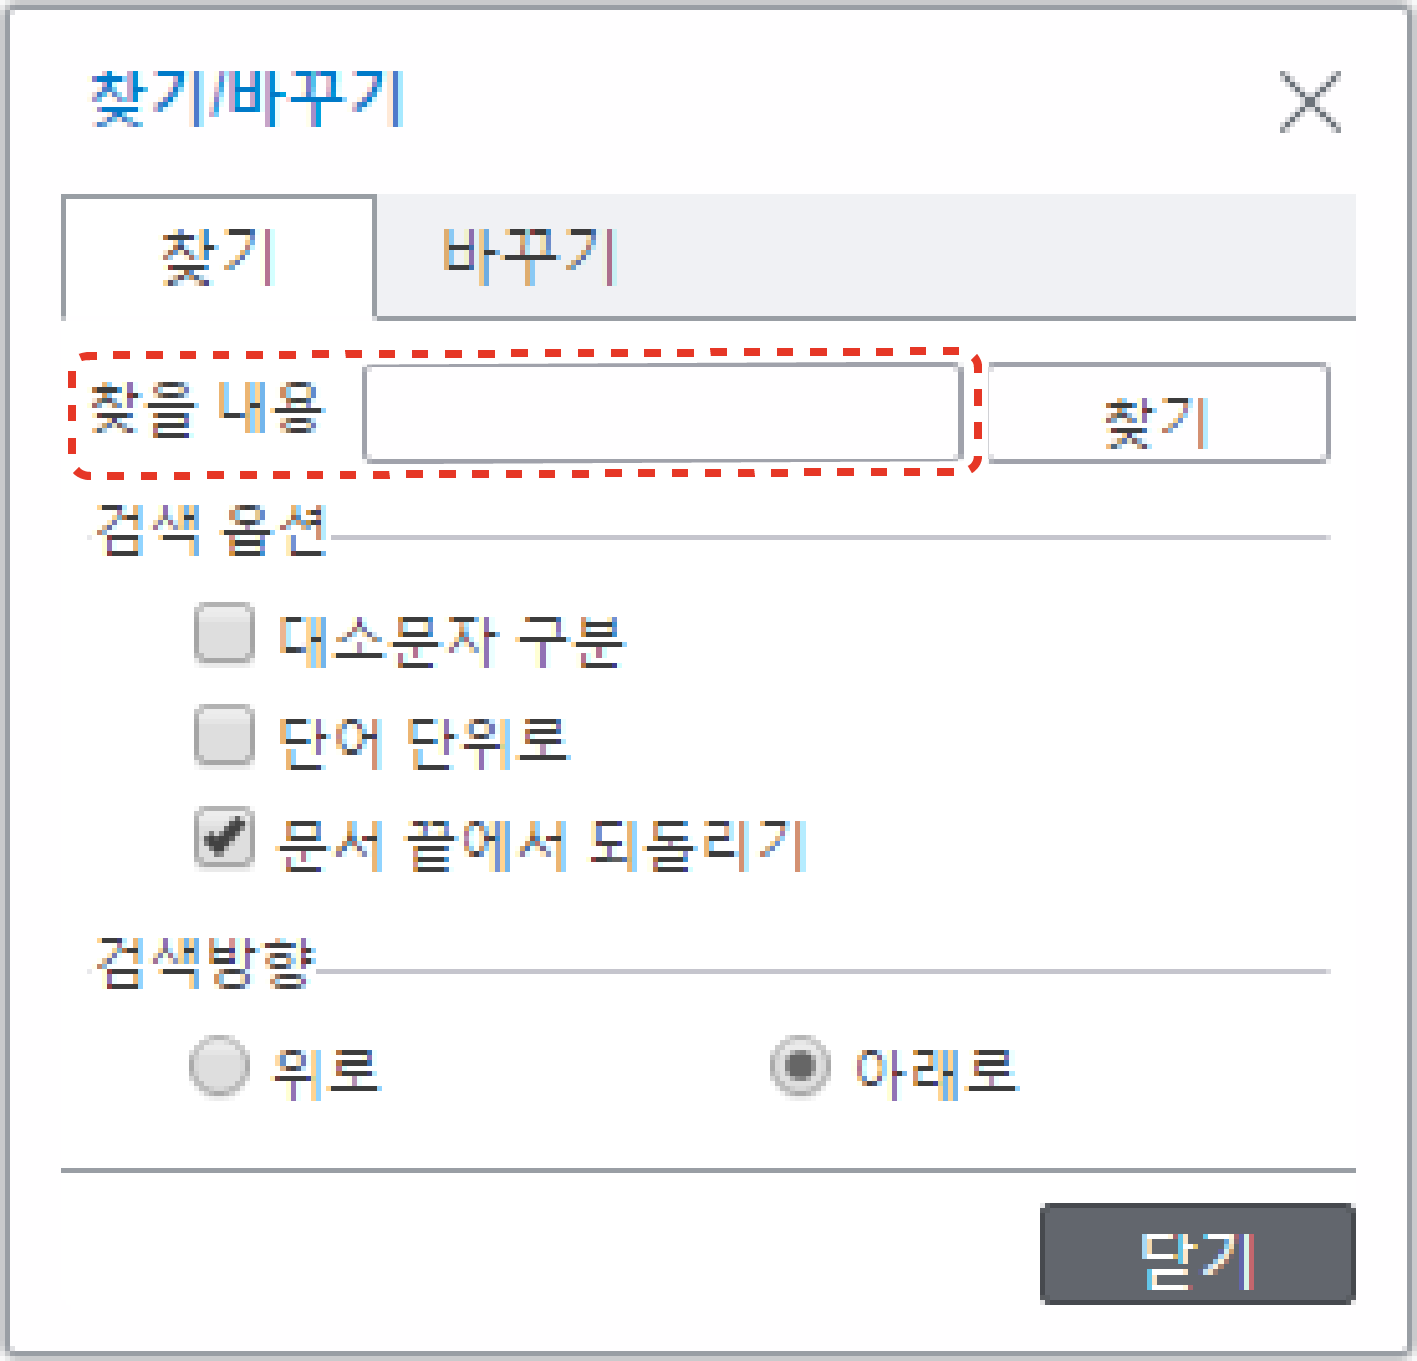 찾기/바꾸기
찾기 바꾸기
찾을 내용 찾기
검색 옵션
대소문자 구분
단어 단위로
문서 끝에서 되돌리기
검색방향
위로 아래로
닫기